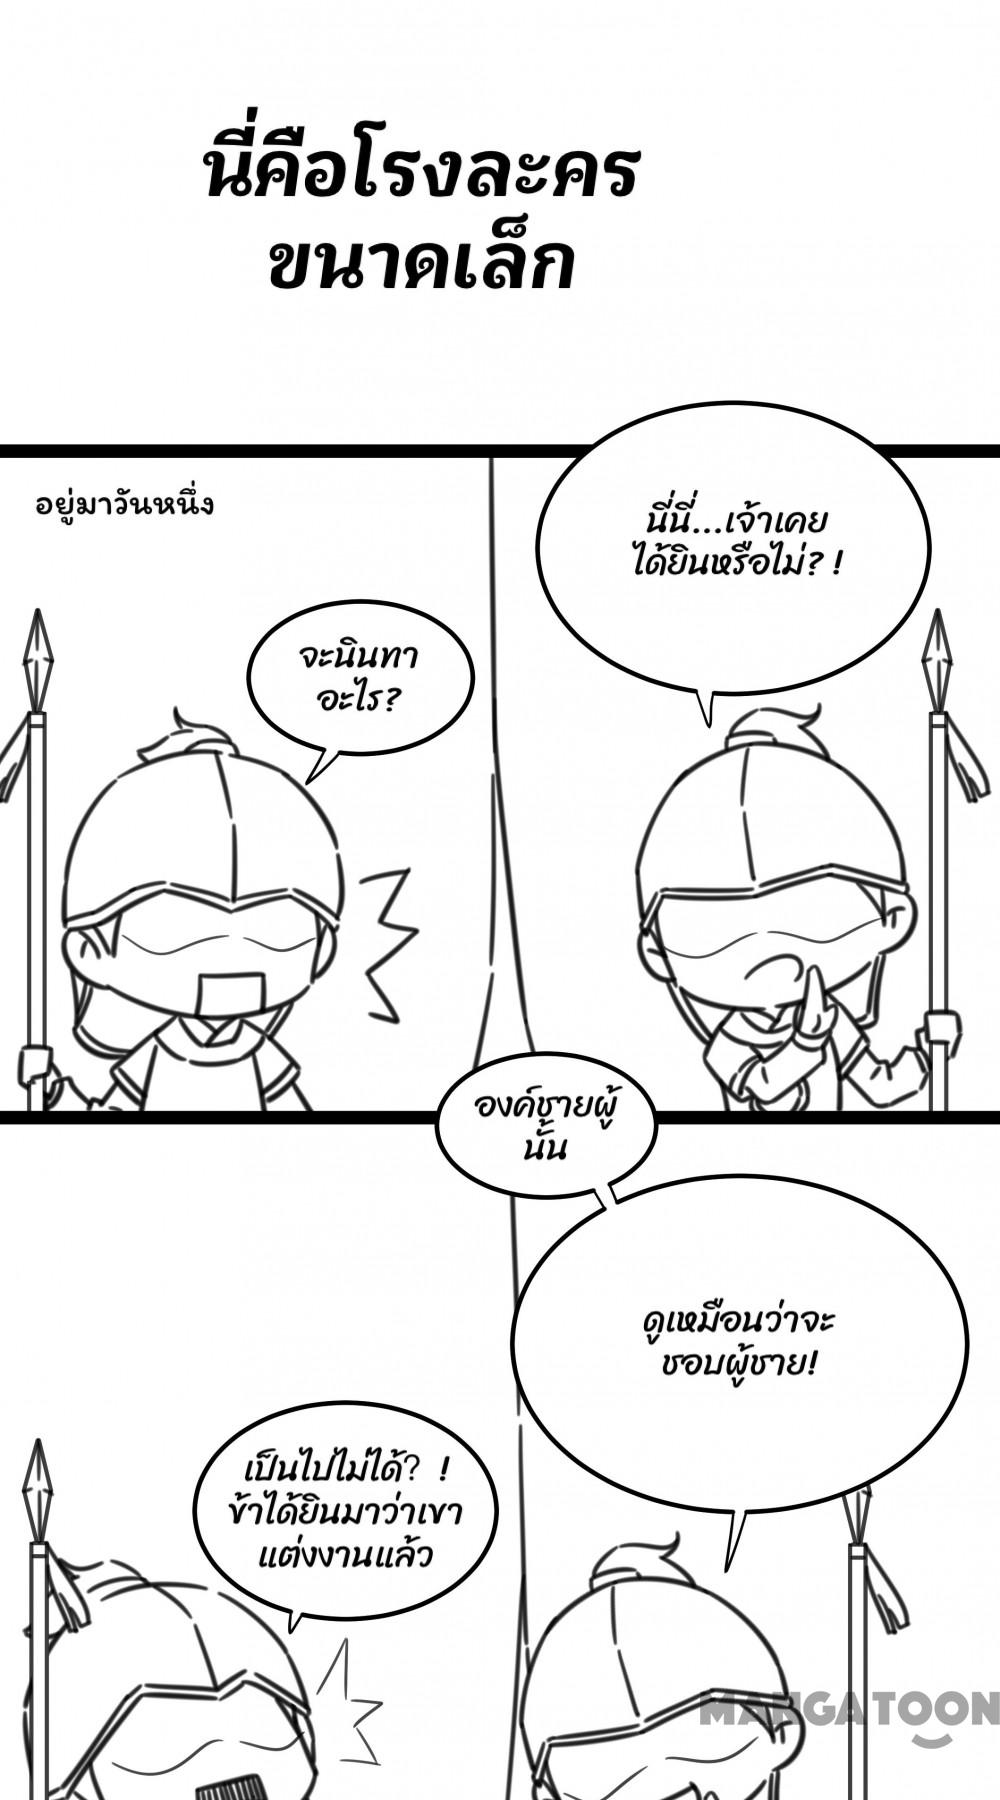 นี่คือโรงละคร
ขนาดเล็ก
อยู่มาวันหนึ่ง
นี่นี่...เจ้าเคย
ได้ยินหรือไม่?!
จะนินทา
อะไร?
องค์ชายผู้
นั้น
ดูเหมือนว่าจะ
ชอบผู้ชาย!
เป็นไปไม่ได้? !
ข้าได้ยินมาว่าเขา
แต่งงานแล้ว
MANGATOON